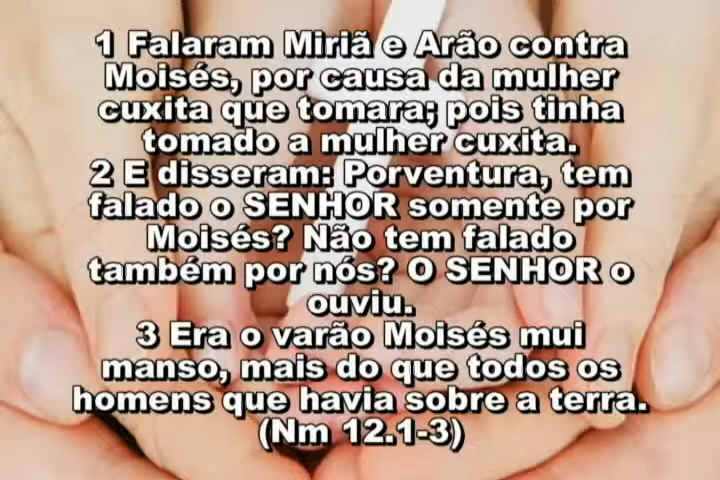 1 Falaram Miriã e Arão contra
Moisés, por causa da mulher
cuxita que tomara; pois tinha
tomado a mulher cuxita.
2 E disseram: Porventura, tem
falado o SENHOR somente por
Moisés? Não tem falado
também por nós? O SENHOR o
ouviu.
3 Era o varão Moisés mui
manso, mais do que todos os
homens que havia sobre a terra.
(Nm 12.1-3)